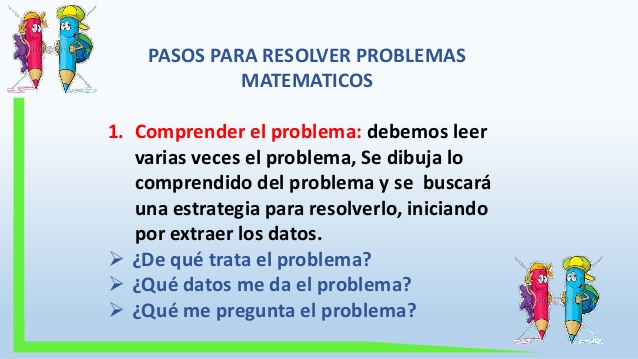 PASOS PARA RESOLVER PROBLEMAS
MATEMATICOS
1. Comprender el problema: debemos leer
varias veces el problema, Se dibuja lo
comprendido del problema y se buscará
una estrategia para resolverlo, iniciando
por extraer los datos.
➢ ¿De qué trata el problema?
➢ ¿Qué datos me da el problema?
➢ ¿Qué me pregunta el problema?